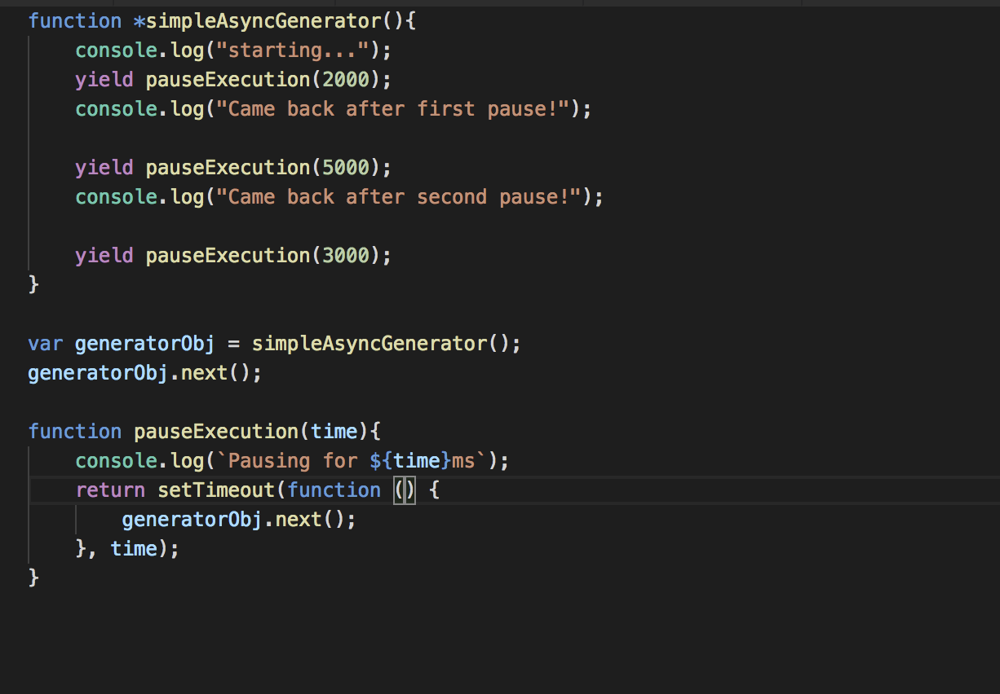 function *simpleAsyncGenerator(){
    console.log("starting...");
    yield pauseExecution(2000);
    console.log("Came back after first pause!");

    yield pauseExecution(5000);
    console.log("Came back after second pause!");

    yield pauseExecution(3000);
}

var generatorObj = simpleAsyncGenerator();
generatorObj.next();

function pauseExecution(time){
    console.log(`Pausing for ${time}ms`);
    return setTimeout(function () {
        generatorObj.next();
    }, time);
}